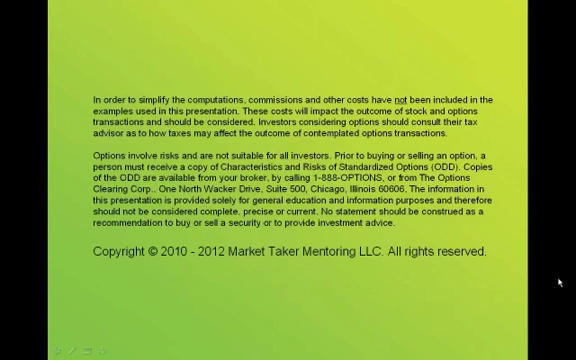 In order to simplify the computations, commissions and other costs have not been included in the
examples used in this presentation. These costs will impact the outcome of stock and options
transactions and should be considered. Investors considering options should consult their tax
advisor as to how taxes may affect the outcome of contemplated options transactions.
Options involve risks and are not suitable for all investors. Prior to buying or selling an option, a
person must receive a copy of Characteristics and Risks of Standardized Options (ODD). Copies
of the ODD are available from your broker, by calling 1-888-OPTIONS, or from The Options
Clearing Corp., One North Wacker Drive, Suite 500, Chicago, Illinois 60606. The information in
this presentation is provided solely for general education and information purposes and therefore
should not be considered complete, precise or current. No statement should be construed as a
recommendation to buy or sell a security or to provide investment advice.
Copyright © 2010 - 2012 Market Taker Mentoring LLC. All rights reserved.